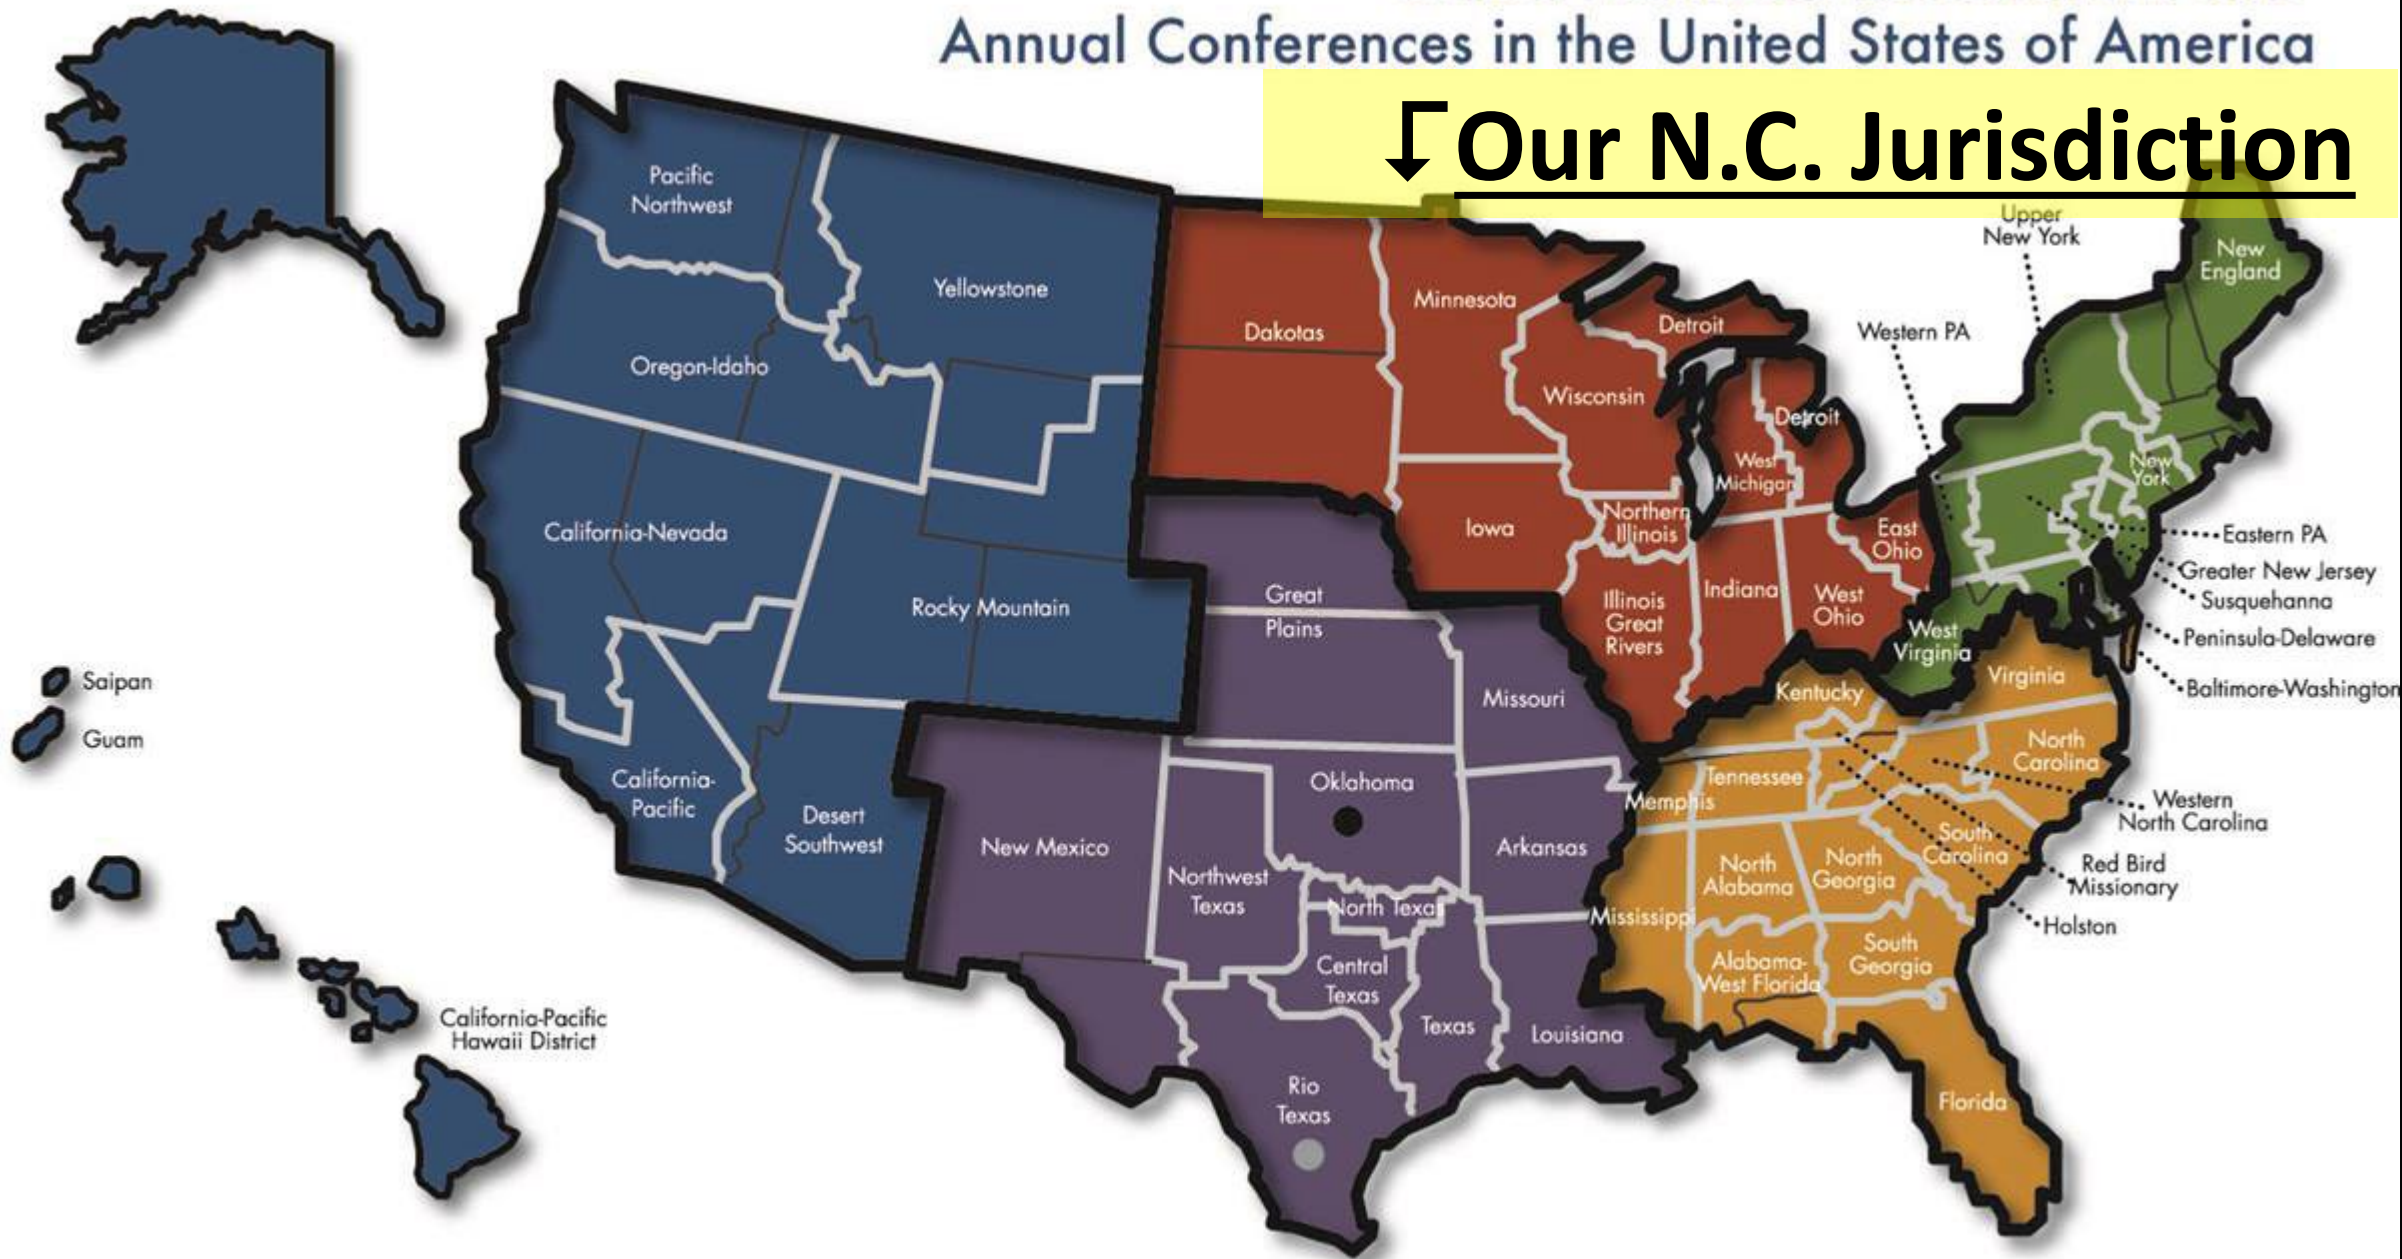 Annual Conferences in the United States of America
Our N.C. Jurisdiction
Pacific
Northwest
Yellowstone
Oregon-Idaho
California-Nevada
Rocky Mountain
California-
Pacific
Desert
Southwest
Saipan
Guam
California-Pacific
Hawaii District
Dakotas
Minnesota
Wisconsin
Detroit
Detroit
West
Michigan
Iowa
Northern
Illinois
Illinois
Great
Rivers
Indiana
East
Ohio
West
Ohio
Great
Plains
Missouri
Oklahoma
Arkansas
New Mexico
Northwest
Texas
North Texas
Central
Texas
Texas
Louisiana
Rio
Texas
Upper
New York
New
England
Western PA
New
York
Eastern PA
Greater New Jersey
Susquehanna
Peninsula-Delaware
Baltimore-Washington
West
Virginia
Virginia
Kentucky
North
Carolina
Tennessee
Memphis
Western
North Carolina
South
Carolina
Red Bird
Missionary
Holston
North
Alabama
North
Georgia
Mississippi
Alabama-
West Florida
South
Georgia
Florida